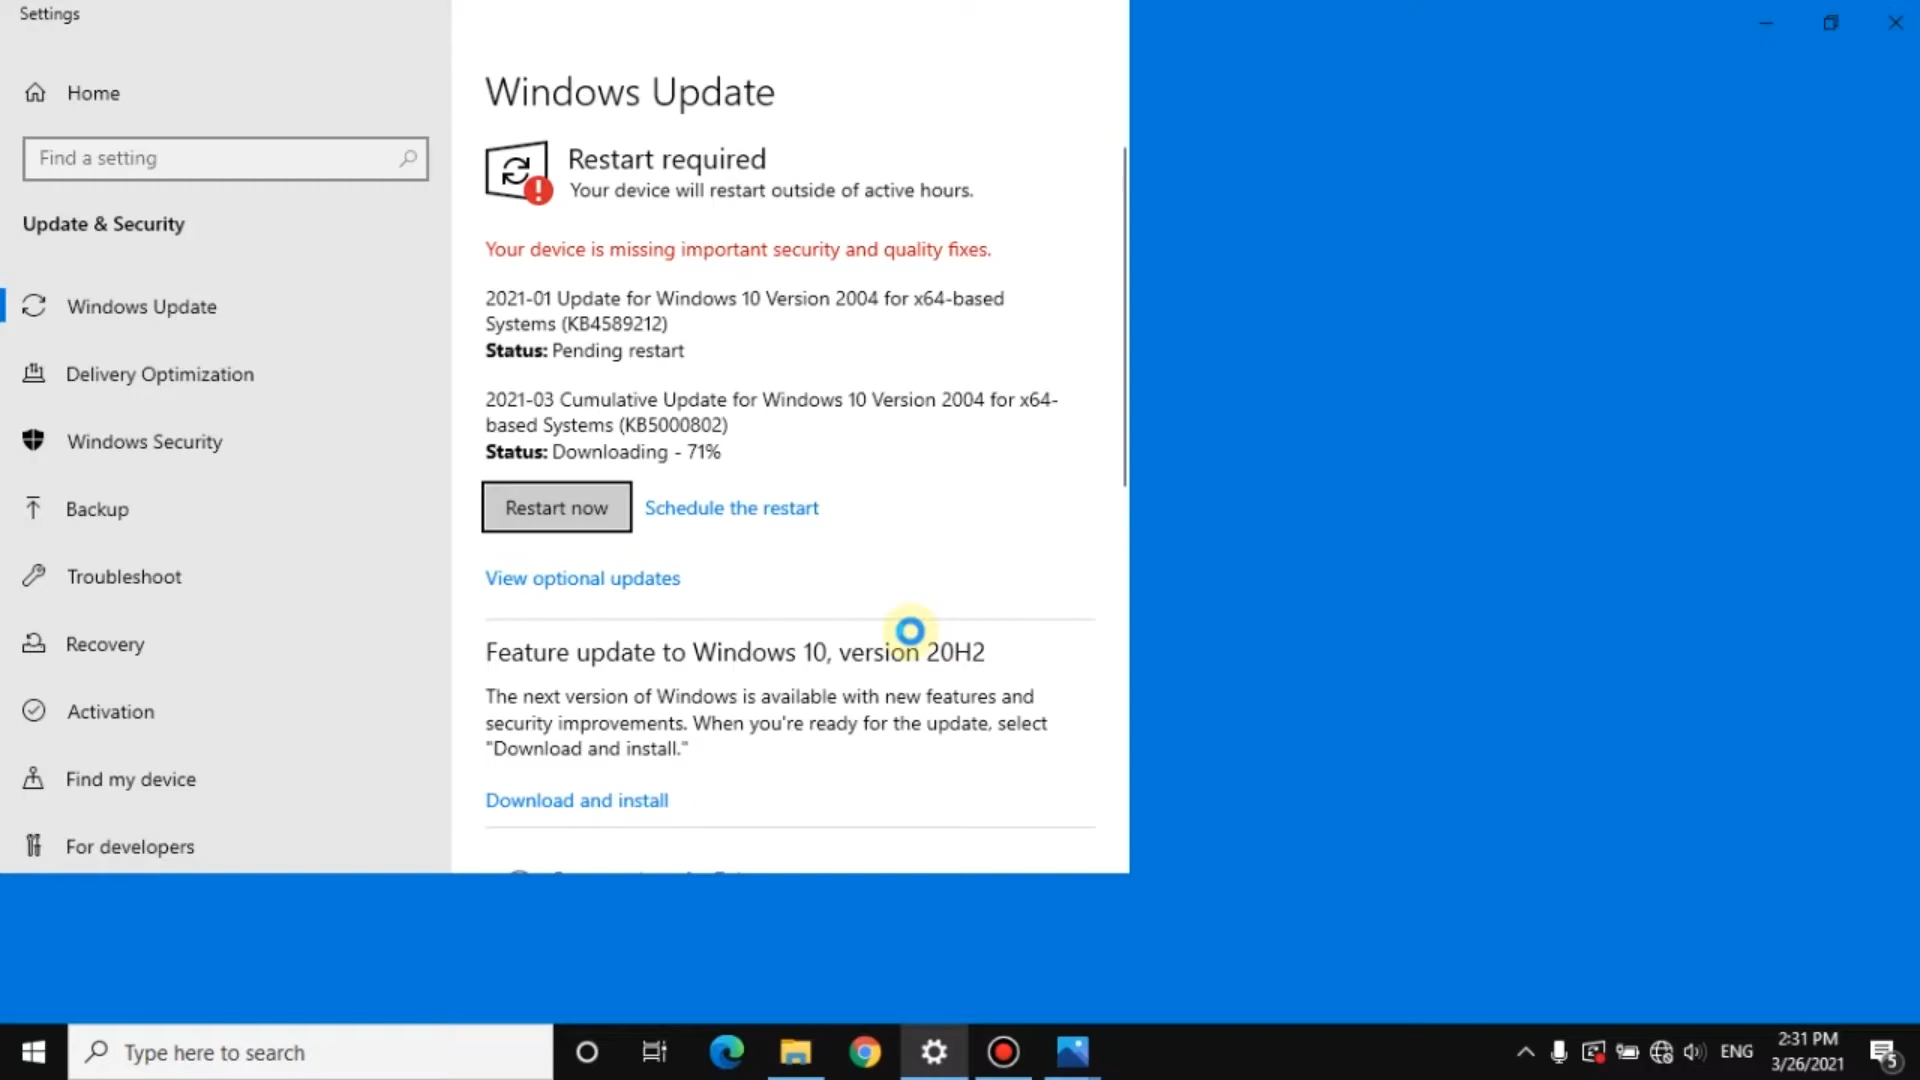 Settings
Home
Find a setting
Update & Security
Windows Update
Delivery Optimization
Windows Security
Backup
Troubleshoot
Recovery
Activation
Find my device
For developers
Windows Update
Restart required
Your device will restart outside of active hours.
Your device is missing important security and quality fixes.
2021-01 Update for Windows 10 Version 2004 for x64-based
Systems (KB4589212)
Status: Pending restart
2021-03 Cumulative Update for Windows 10 Version 2004 for x64-
based Systems (KB5000802)
Status: Downloading - 71%
Restart now
Schedule the restart
View optional updates
Feature update to Windows 10, version 20H2
The next version of Windows is available with new features and
security improvements. When you're ready for the update, select
"Download and install."
Download and install
Type here to search
ENG
2:31 PM
3/26/2021
5